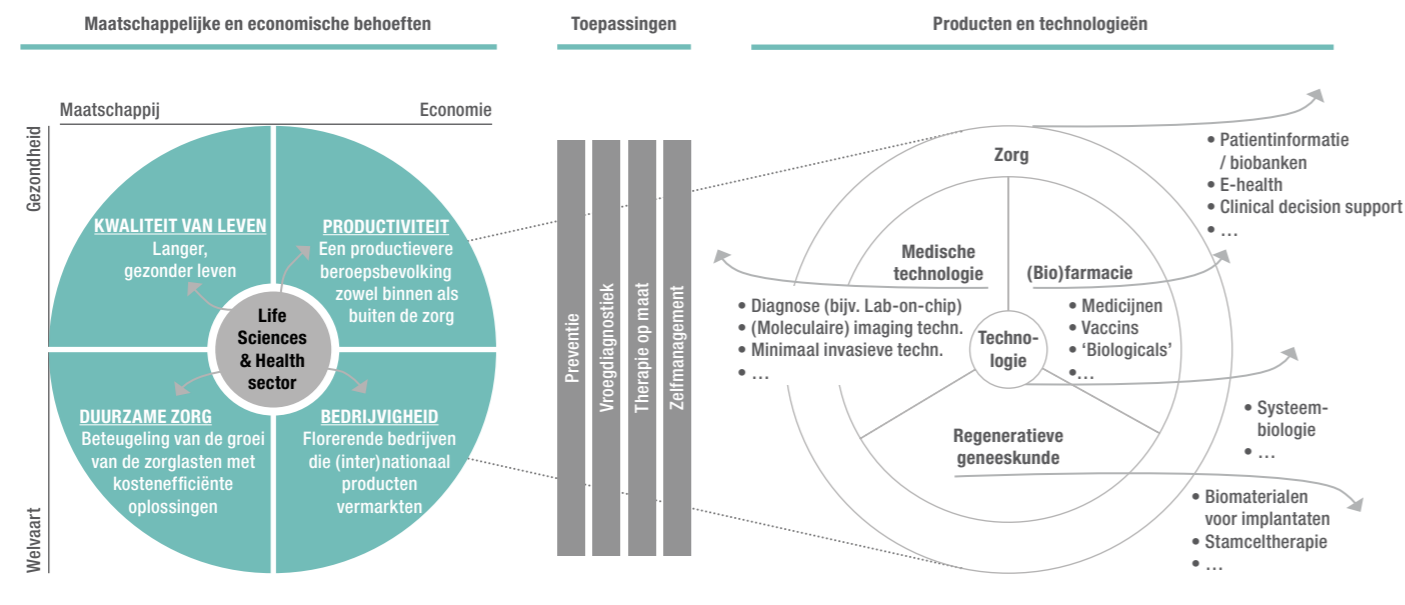 Maatschappelijke en economische behoeften
Toepassingen
Producten en technologieën
Maatschappij
Economie
Gezondheid
Welvaart
KWALITEIT VAN LEVEN
Langer,
gezonder leven
PRODUCTIVITEIT
Een productievere
beroepsbevolking
zowel binnen als
buiten de zorg
Life
Sciences
& Health
sector
DUURZAME ZORG
Beteugeling van de groei
van de zorglasten met
kostenefficiënte
oplossingen
BEDRIJVIGHEID
Florerende bedrijven
die (inter)nationaal
producten
vermarkten
Preventie
Vroegdiagnostiek
Therapie op maat
Zelfmanagement
Zorg
Medische
technologie
• Diagnose (bijv. Lab-on-chip)
• (Moleculaire) imaging techn.
• Minimaal invasieve techn.
• ...
(Bio)farmacie
• Medicijnen
• Vaccins
• ‘Biologicals’
•...
Techno-
logie
Regeneratieve
geneeskunde
• Patientinformatie
/ biobanken
• E-health
• Clinical decision support
• ...
• Systeem-
biologie
• ...
• Biomaterialen
voor implantaten
• Stamceltherapie
• ...